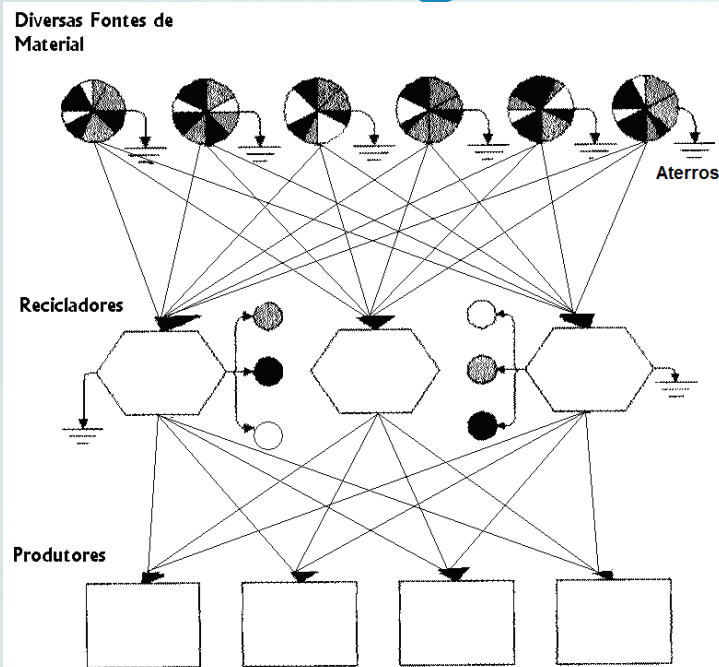 Diversas Fontes de
Material
Aterros
Recicladores
Produtores